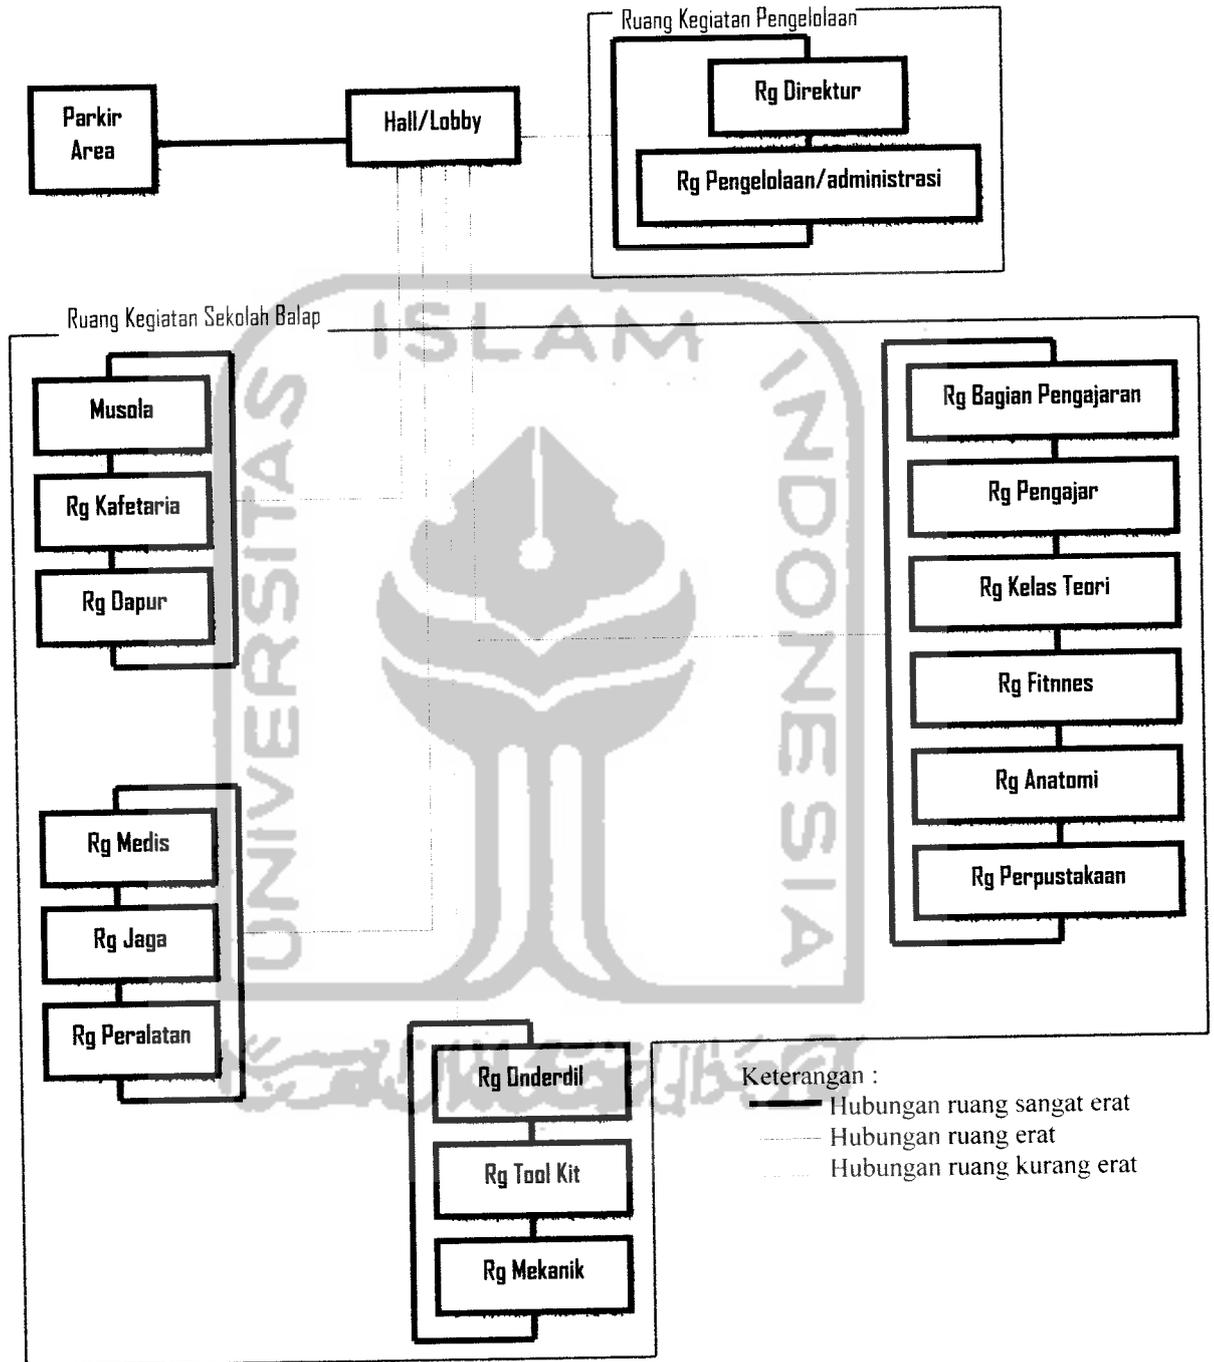 Ruang Kegiatan Pengelolaan
Rg Direktur
Parkir
Area
Hall/Lobby
Rg Pengelolaan/administrasi
Ruang Kegiatan Sekolah Balap
ISLAM
UNIVERSITAS
INDONESIA
Musola
Rg Kafetaria
Rg Dapur
Rg Bagian Pengajaran
Rg Pengajar
Rg Kelas Teori
Rg Fitnnes
Rg Anatomi
Rg Perpustakaan
Rg Medis
Rg Jaga
Rg Peralatan
Rg Onderdil
Rg Tool Kit
Rg Mekanik
Keterangan :
Hubungan ruang sangat erat
Hubungan ruang erat
Hubungan ruang kurang erat